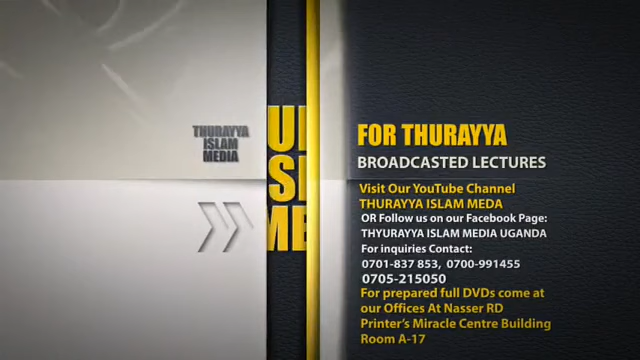 THURAYYA
ISLAM
MEDIA
FOR THURAYYA
BROADCASTED LECTURES
Visit Our YouTube Channel
THURAYYA ISLAM MEDA
OR Follow us on our Facebook Page:
THYURAYYA ISLAM MEDIA UGANDA
For inquiries Contact:
0701-837 853, 0700-991455
0705-215050
For prepared full DVDs come at
our Offices At Nasser RD
Printer's Miracle Centre Building
Room A-17